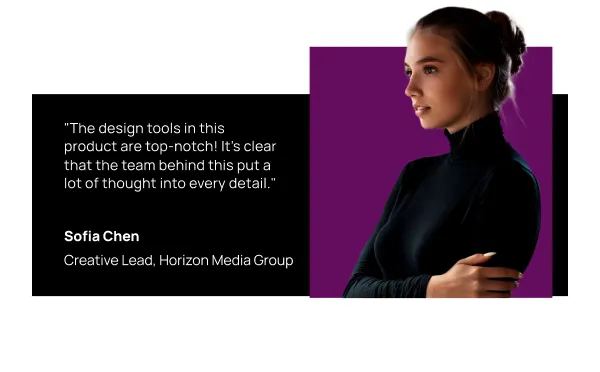 "The design tools in this
product are top-notch! It's clear
that the team behind this put a
lot of thought into every detail."
Sofia Chen
Creative Lead, Horizon Media Group